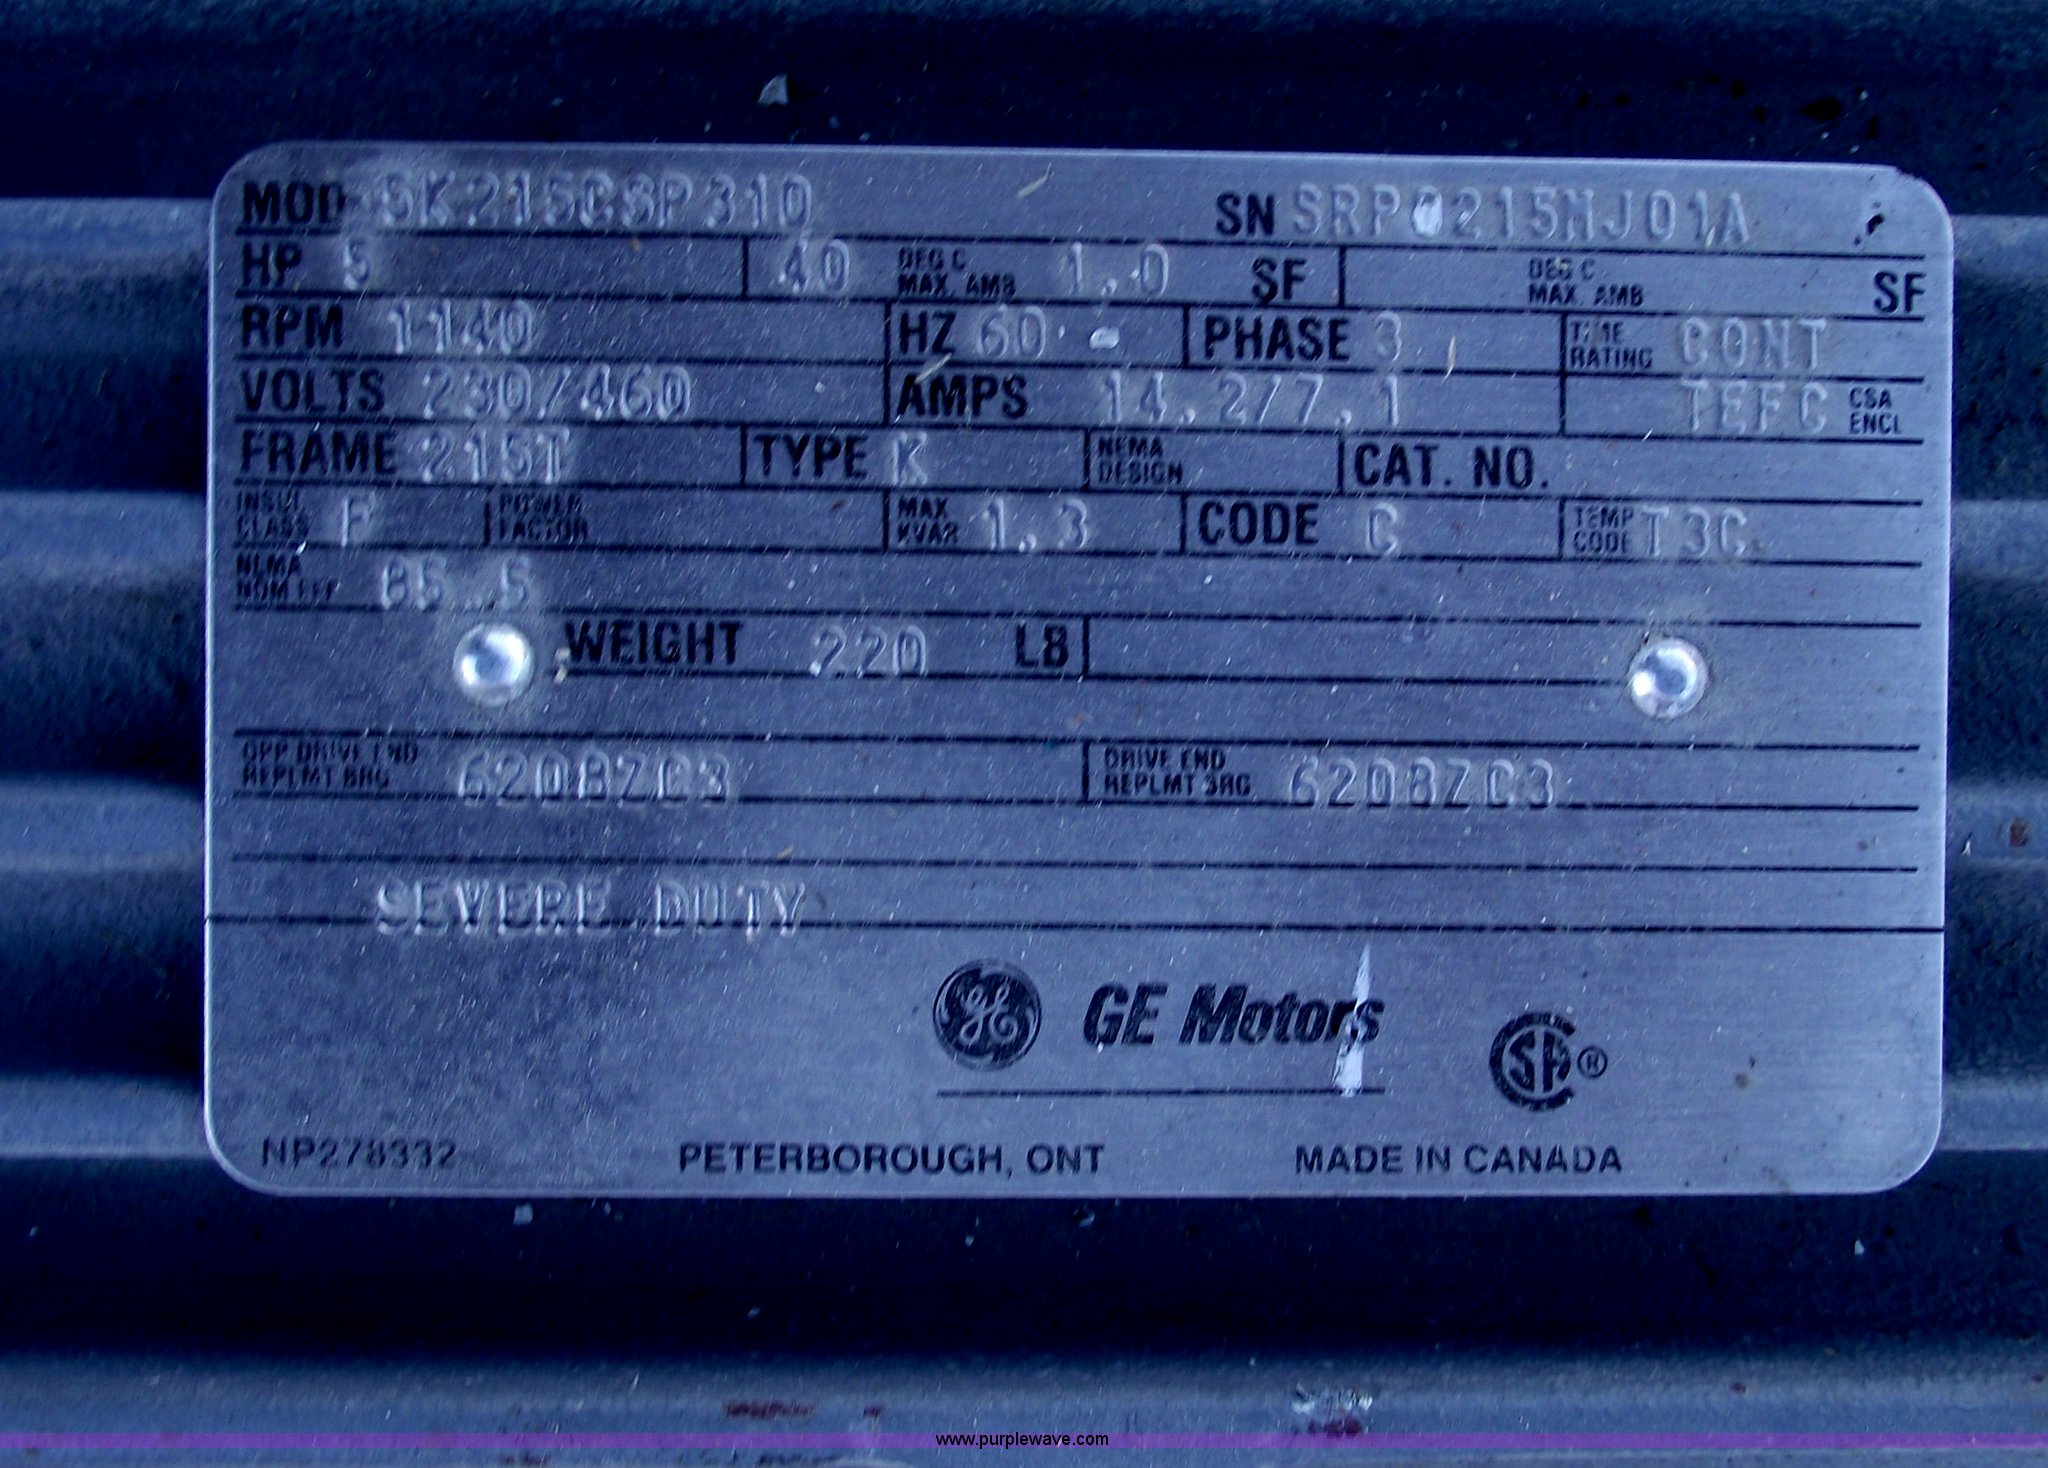 MOD SK215CSP310 SN SRP0215MJ01A
HP 5 40 DEG C MAX. AMB 1.0 SF DEG C MAX. AMB SF
RPM 1140 HZ 60 PHASE 3 TIME RATING CONT
VOLTS 230/460 AMPS 14.2/7.1 TEFC CSA ENCL
FRAME 215T TYPE K NEMA DESIGN CAT. NO.
INSUL CLASS F POWER FACTOR MAX KVAR 1.3 CODE C TEMP CODE T3C
NEMA NOM EFF 85.5
WEIGHT 220 LB
OPP DRIVE END REPLMT BRG 6208ZC3 DRIVE END REPLMT BRG 6208ZC3
SEVERE DUTY
GE GE Motors SA ®
NP278332 PETERBOROUGH, ONT MADE IN CANADA
www.purplewave.com